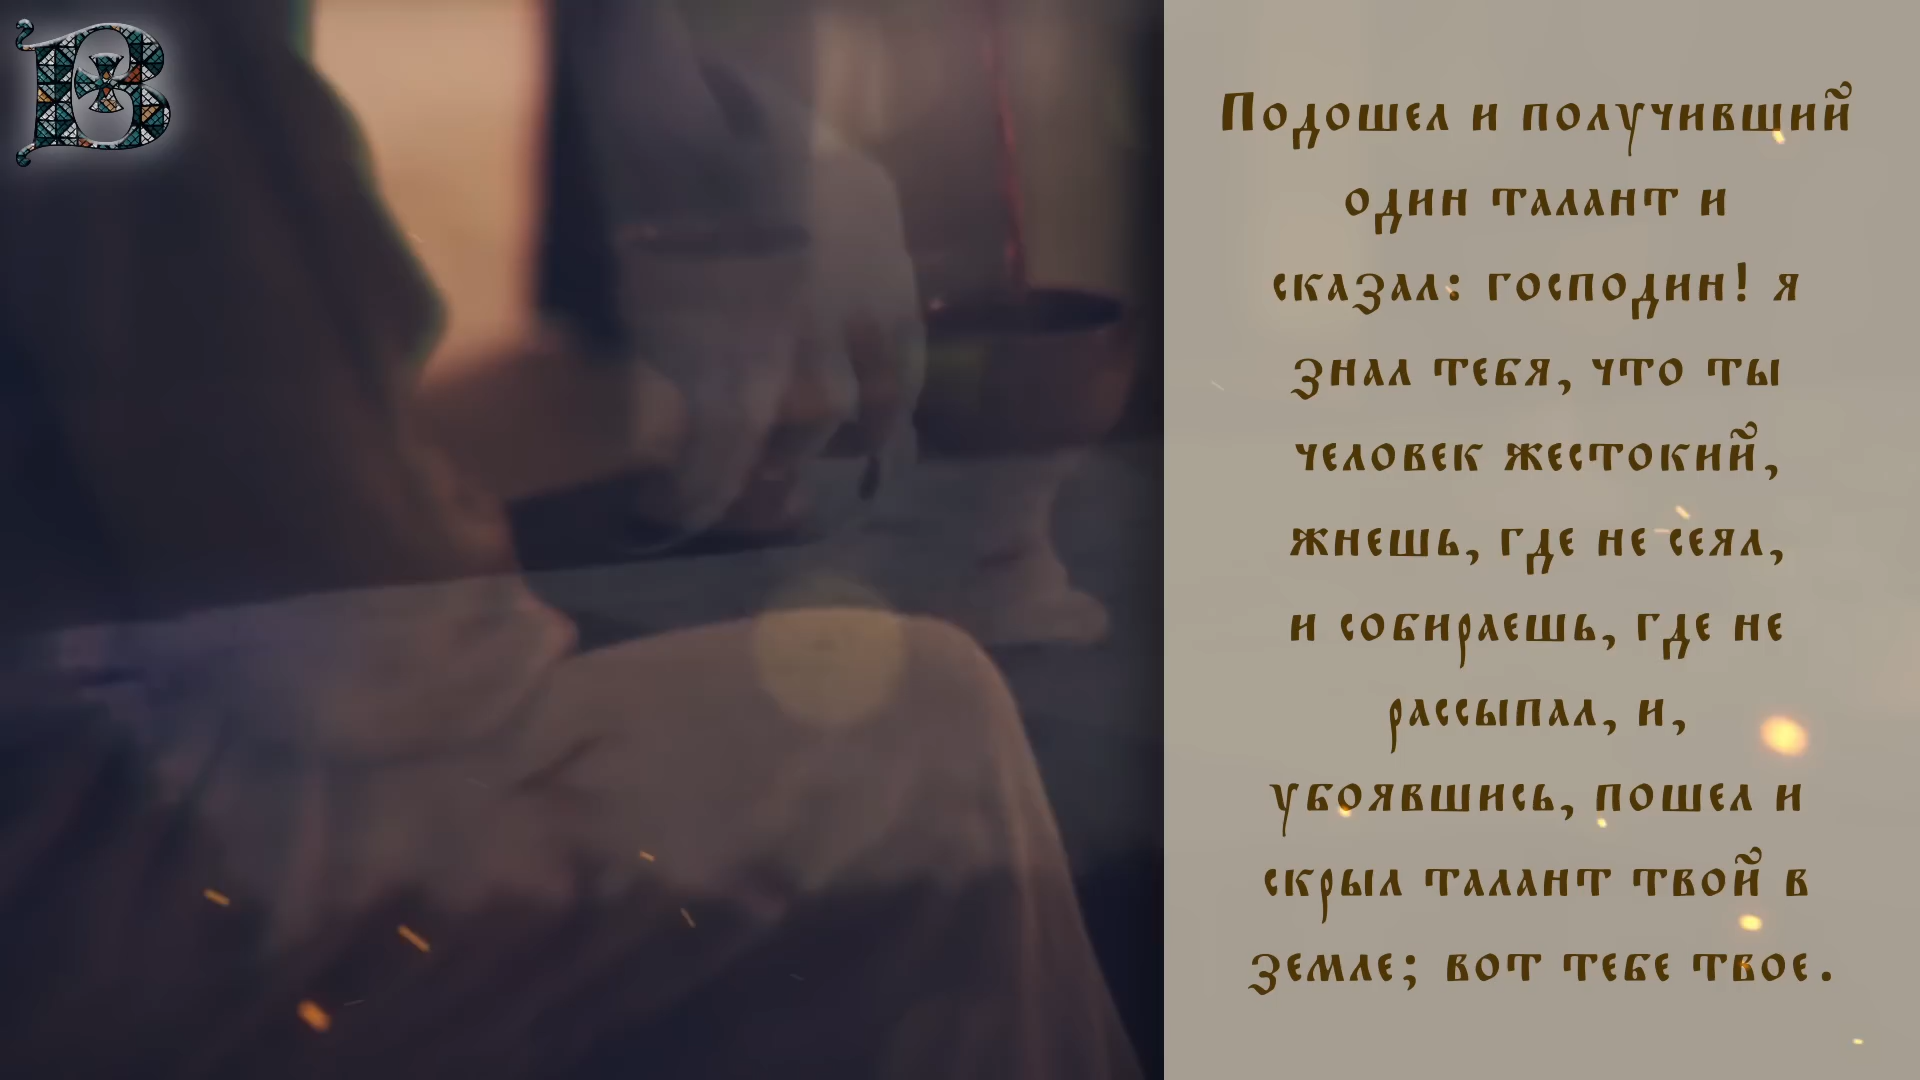 Подошел и получивший
один талант и
сказал: господин! я
знал тебя, что ты
человек жестокий,
жнешь, где не сеял,
и собираешь, где не
рассыпал, и,
убоявшись, пошел и
скрыл талант твой в
земле; вот тебе твое.